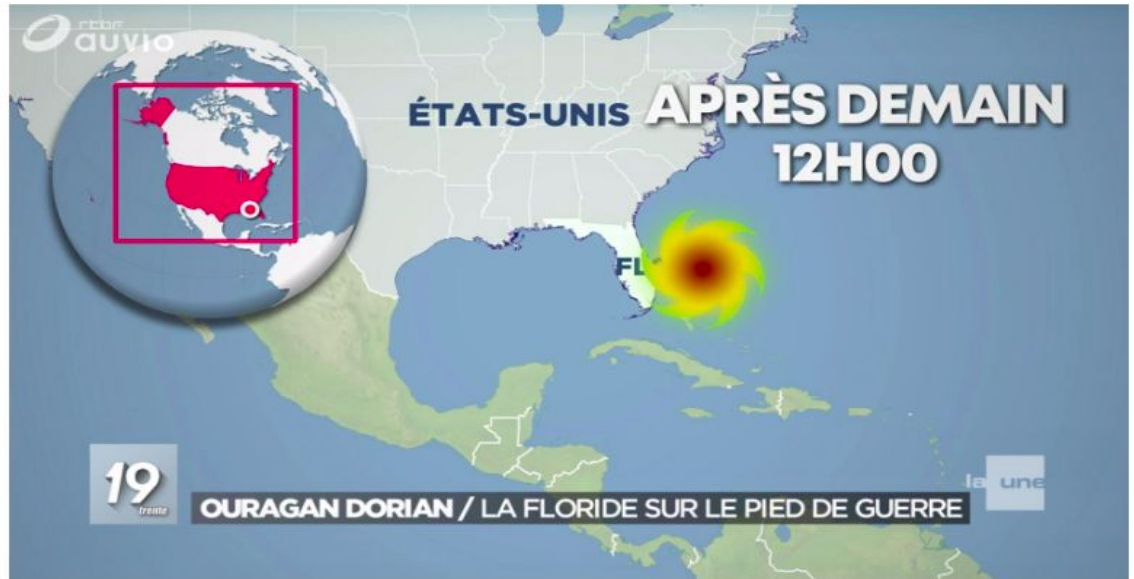 rtbf
auvio
ÉTATS-UNIS
APRÈS DEMAIN
12H00
FL
19
trente
la une
OURAGAN DORIAN / LA FLORIDE SUR LE PIED DE GUERRE